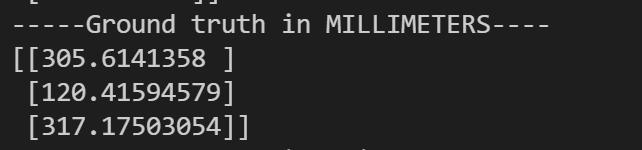 -----Ground truth in MILLIMETERS----
[[305.6141358 ]
[120.41594579]
[317.17503054]]